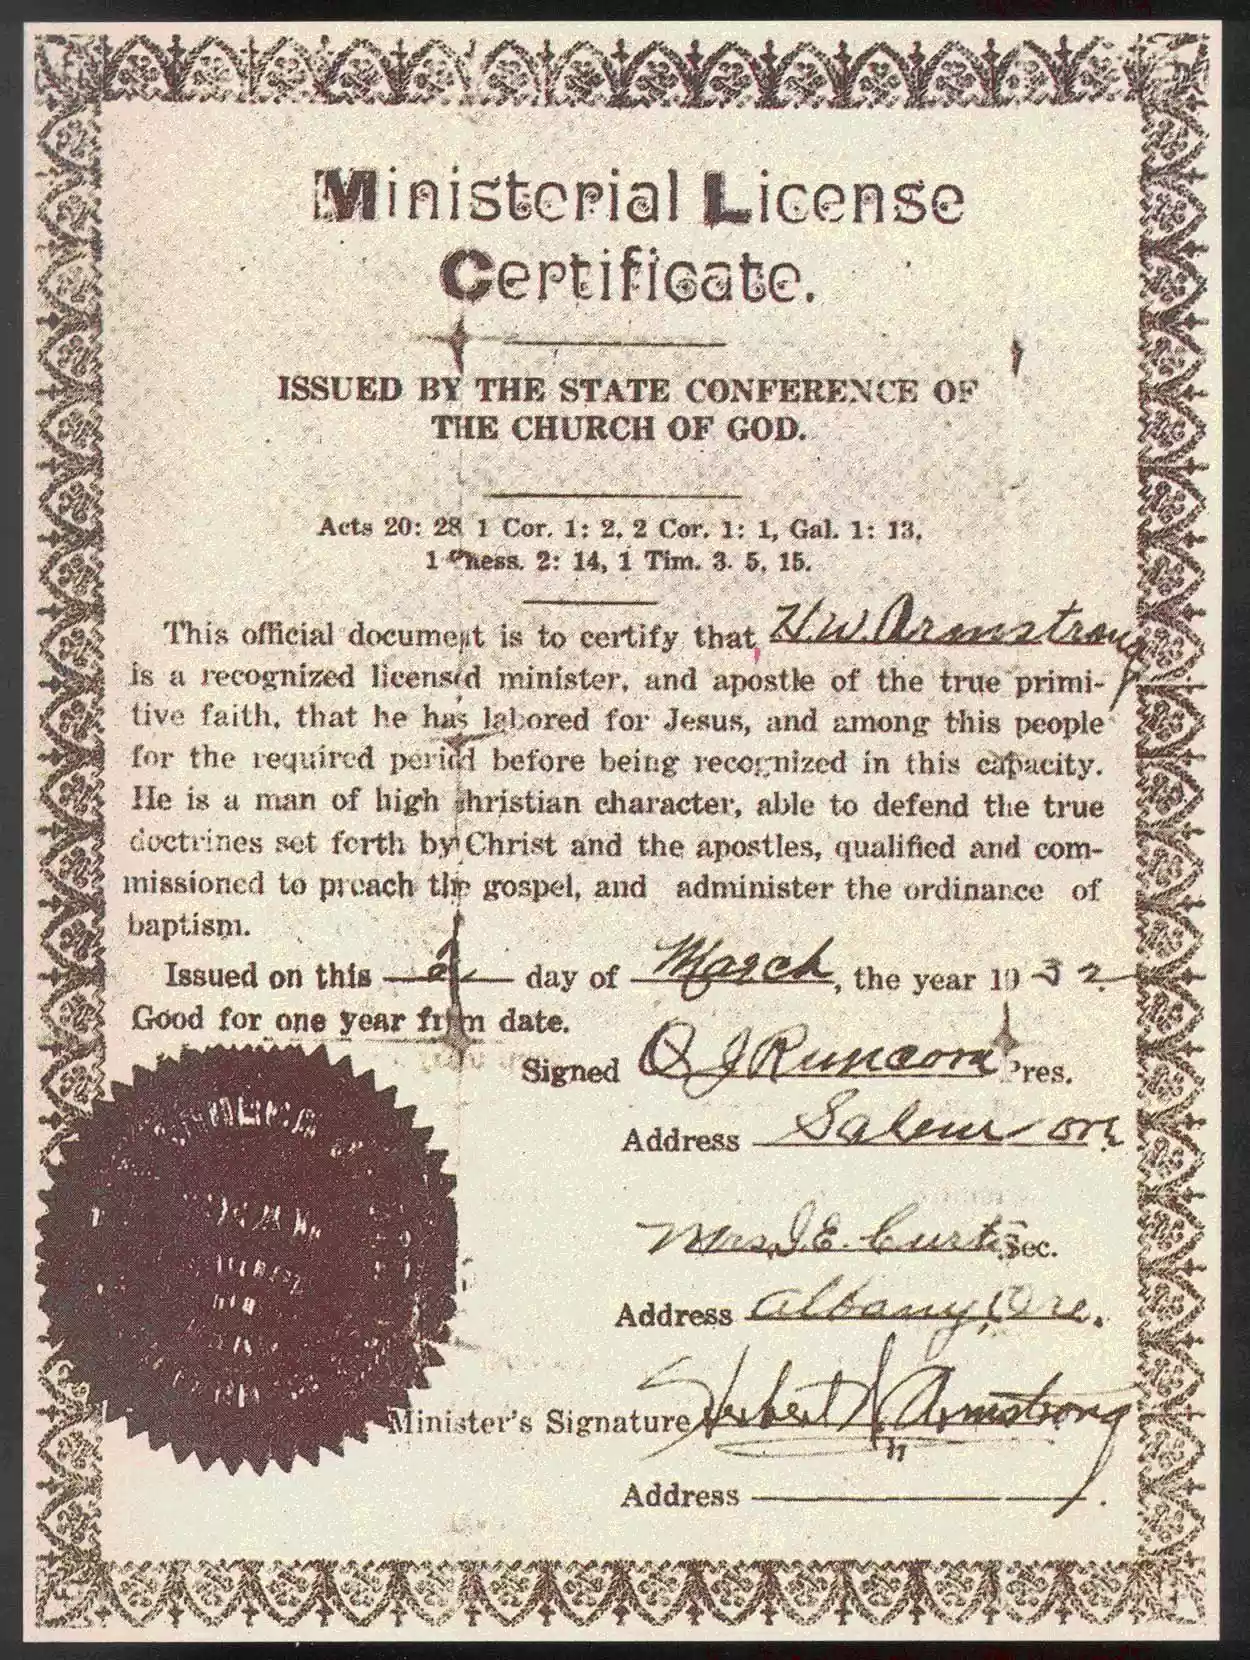 Ministerial License
Certificate.
ISSUED BY THE STATE CONFERENCE OF
THE CHURCH OF GOD.
Acts 20: 28 1 Cor. 1: 2, 2 Cor. 1: 1, Gal. 1: 13,
1 Thess. 2: 14, 1 Tim. 3. 5, 15.
This official document is to certify that H.W. Armstrong
is a recognized licensed minister, and apostle of the true primi-
tive faith, that he has labored for Jesus, and among this people
for the required period before being recognized in this capacity.
He is a man of high christian character, able to defend the true
doctrines set forth by Christ and the apostles, qualified and com-
missioned to preach the gospel, and administer the ordinance of
baptism.
Issued on this 2 day of March, the year 1932
Good for one year from date.
Signed O J Runcorn Pres.
Address Salem Ore
Mrs. I. E. Curtis Sec.
Address Albany, Ore.
Minister's Signature Herbert W Armstrong
Address